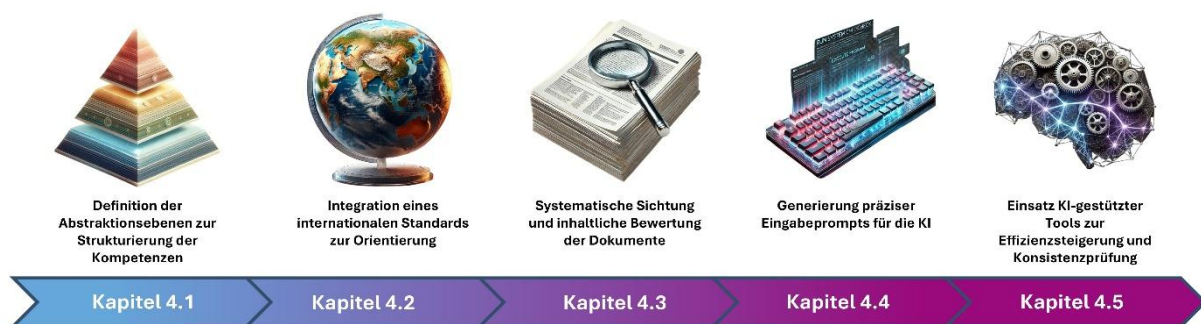 Definition der
Abstraktionsebenen zur
Strukturierung der
Kompetenzen
Integration eines
internationalen Standards
zur Orientierung
Systematische Sichtung
und inhaltliche Bewertung
der Dokumente
Generierung präziser
Eingabeprompts für die KI
Einsatz KI-gestützter
Tools zur
Effizienzsteigerung und
Konsistenzprüfung
Kapitel 4.1
Kapitel 4.2
Kapitel 4.3
Kapitel 4.4
Kapitel 4.5